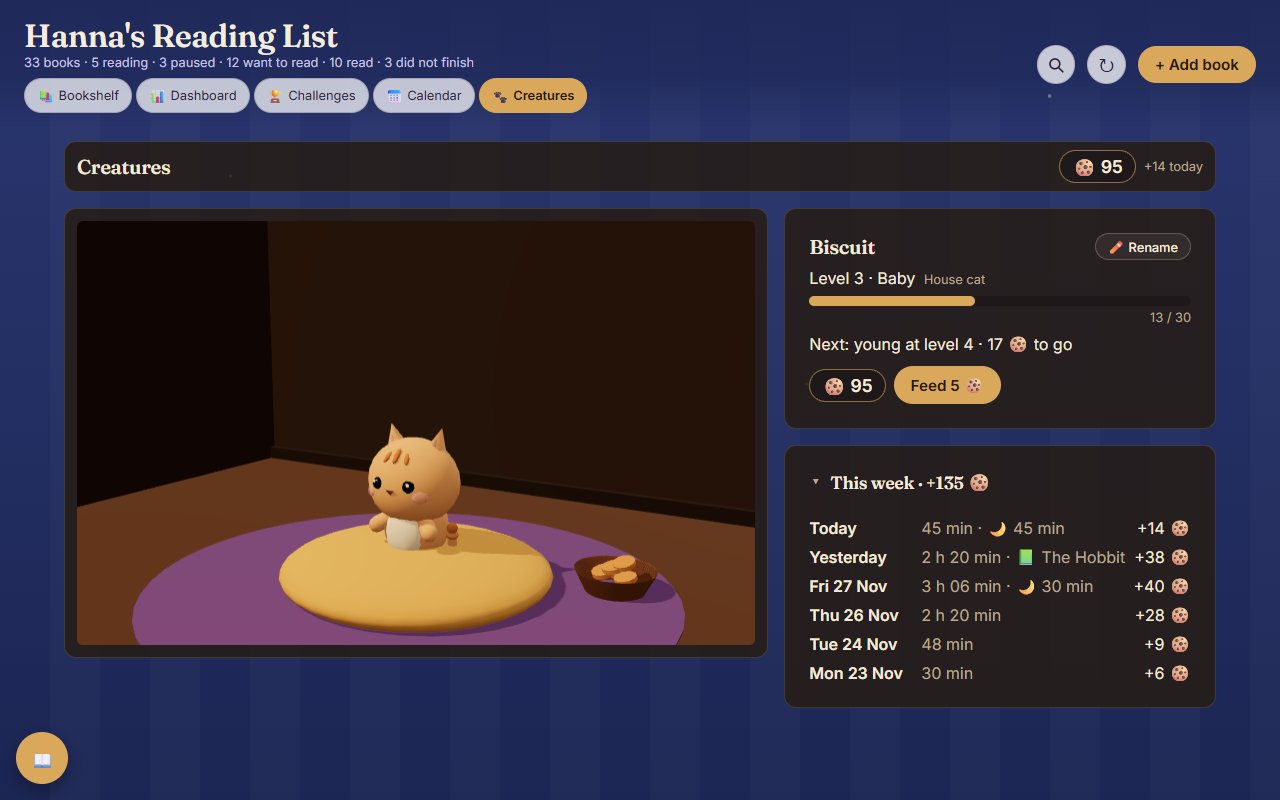 Hanna's Reading List
33 books · 5 reading · 3 paused · 12 want to read · 10 read · 3 did not finish
Bookshelf Dashboard Challenges Calendar Creatures
+ Add book
Creatures
95 +14 today
Biscuit
Rename
Level 3 · Baby House cat
13 / 30
Next: young at level 4 · 17 to go
95 Feed 5
This week · +135
Today 45 min · 45 min +14
Yesterday 2 h 20 min · The Hobbit +38
Fri 27 Nov 3 h 06 min · 30 min +40
Thu 26 Nov 2 h 20 min +28
Tue 24 Nov 48 min +9
Mon 23 Nov 30 min +6